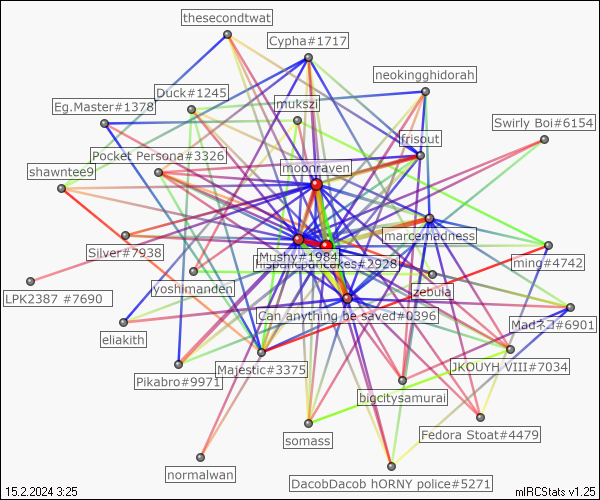 thesecondtwat
Cypha#1717
neokingghidorah
Duck#1245
mukszi
Eg.Master#1378
Swirly Boi#6154
frisout
Pocket Persona#3326
moonraven
shawntee9
marcemadness
Silver#7938
Mushy#1984
hisparicpancakes#2928
ming#4742
LPK2387 #7690
yoshimanden
zebula
Can anything be saved#0396
Madネコ#6901
eliakith
JKOUYH VIII#7034
Majestic#3375
Pikabro#9971
bigcitysamurai
somass
Fedora Stoat#4479
normalwan
DacobDacob hORNY police#5271
15.2.2024 3:25
mIRCStats v1.25